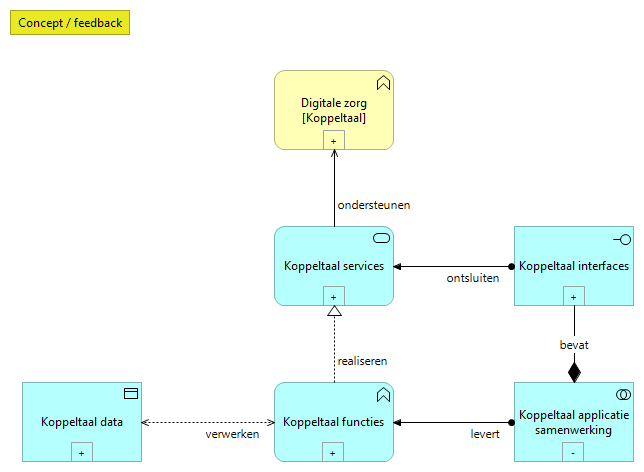 Concept / feedback
Digitale zorg
[Koppeltaal]
+
ondersteunen
Koppeltaal services
+
ontsluiten
Koppeltaal interfaces
+
realiseren
bevat
Koppeltaal data
+
verwerken
Koppeltaal functies
+
levert
Koppeltaal applicatie
samenwerking
-